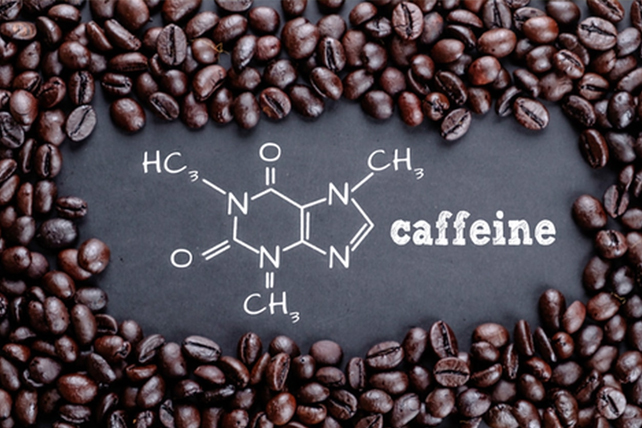 O
HC₃ CH₃
N N
caffeine
O N N
CH₃